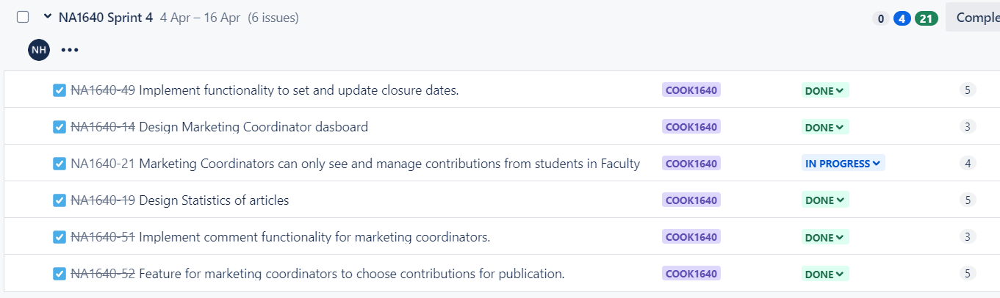 NA1640 Sprint 4 4 Apr – 16 Apr (6 issues) 0 4 21 Comple
NH
NA1640-49 Implement functionality to set and update closure dates. COOK1640 DONE 5
NA1640-14 Design Marketing Coordinator dasboard COOK1640 DONE 3
NA1640-21 Marketing Coordinators can only see and manage contributions from students in Faculty COOK1640 IN PROGRESS 4
NA1640-19 Design Statistics of articles COOK1640 DONE 5
NA1640-51 Implement comment functionality for marketing coordinators. COOK1640 DONE 3
NA1640-52 Feature for marketing coordinators to choose contributions for publication. COOK1640 DONE 5